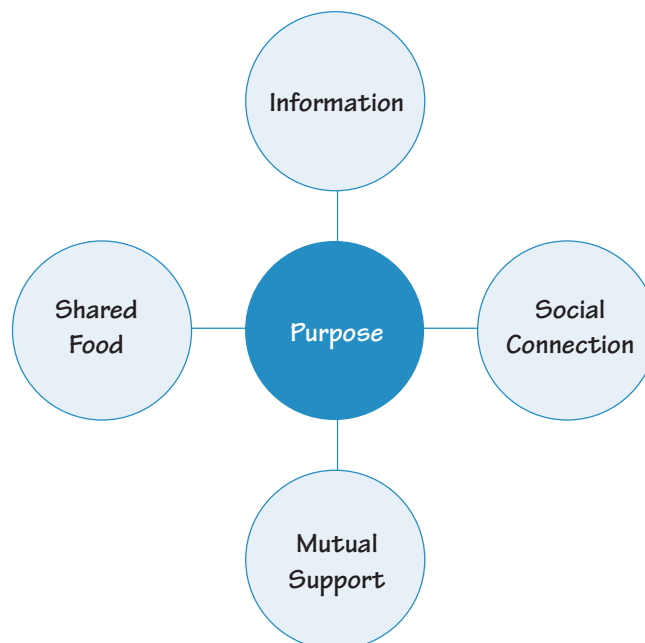 Information
Shared
Food
Purpose
Social
Connection
Mutual
Support